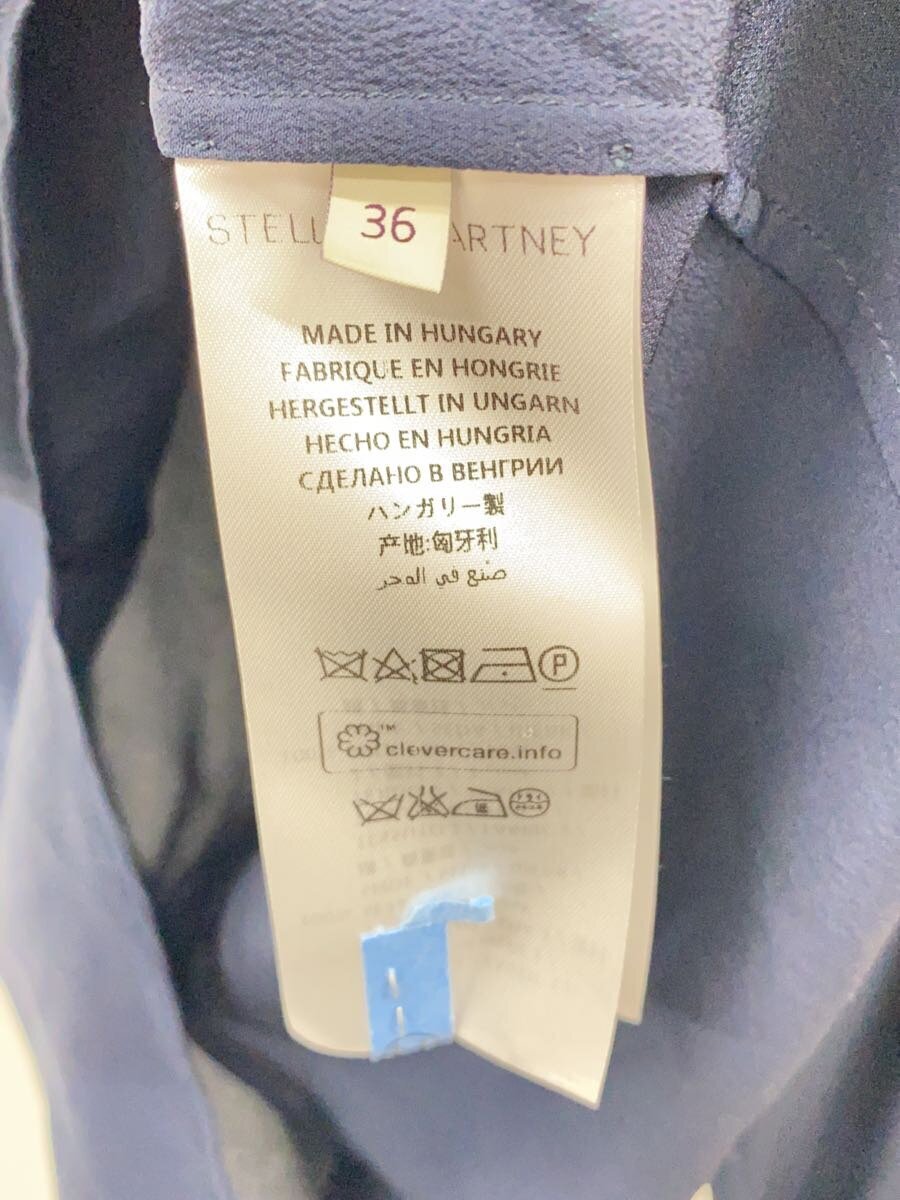 36
STELL ARTNEY
MADE IN HUNGARY
FABRIQUE EN HONGRIE
HERGESTELLT IN UNGARN
HECHO EN HUNGRIA
СДЕЛАНО В ВЕНГРИИ
ハンガリー製
产地:匈牙利
صنع في المجر
P
™ clevercare.info